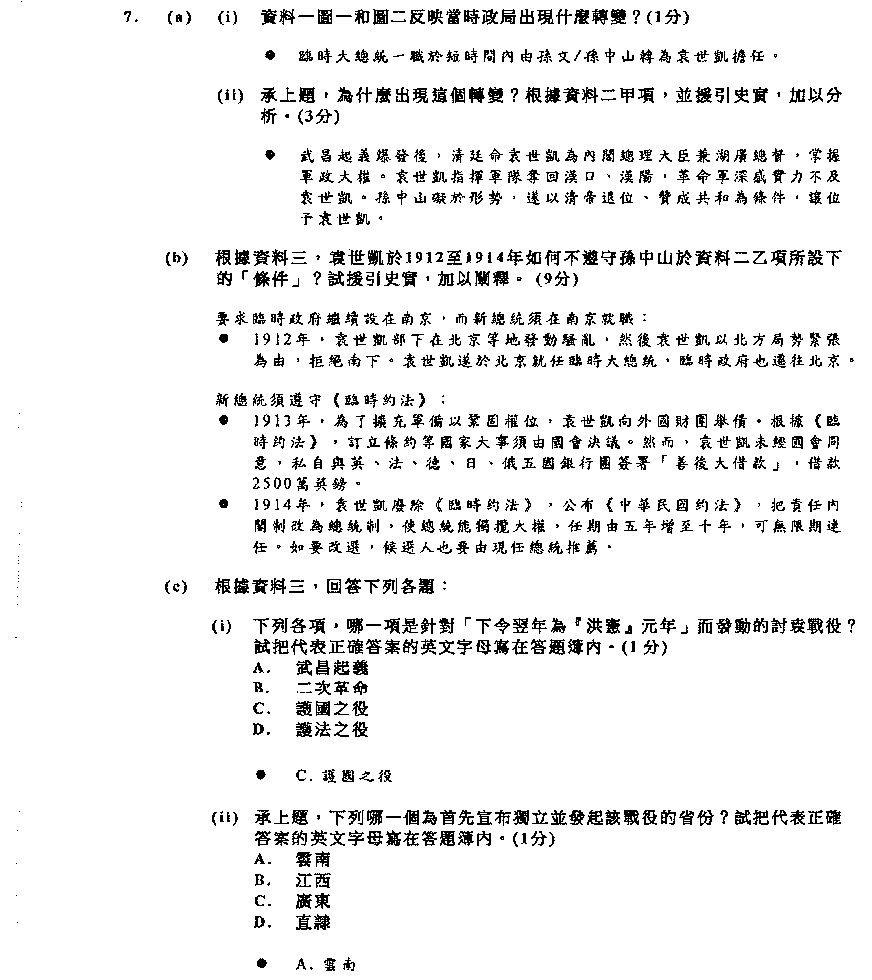 7. (a) (i) 資料一圖一和圖二反映當時政局出現什麼轉變？(1分)
● 臨時大總統一職於短時間內由孫文/孫中山轉為袁世凱擔任。
(ii) 承上題，為什麼出現這個轉變？根據資料二甲項，並援引史實，加以分
析。(3分)
● 武昌起義爆發後，清廷命袁世凱為內閣總理大臣兼湖廣總督，掌握
軍政大權。袁世凱指揮軍隊奪回漢口、漢陽，革命軍深感實力不及
袁世凱。孫中山礙於形勢，遂以清帝退位、贊成共和為條件，讓位
予袁世凱。
(b) 根據資料三，袁世凱於1912至1914年如何不遵守孫中山於資料二乙項所設下
的「條件」？試援引史實，加以闡釋。 (9分)
要求臨時政府繼續設在南京，而新總統須在南京就職：
● 1912年，袁世凱部下在北京等地發動騷亂，然後袁世凱以北方局勢緊張
為由，拒絕南下。袁世凱遂於北京就任臨時大總統，臨時政府也遷往北京。
新總統須遵守《臨時約法》：
● 1913年，為了擴充軍備以鞏固權位，袁世凱向外國財團舉債。根據《臨
時約法》，訂立條約等國家大事須由國會決議。然而，袁世凱未經國會同
意，私自與英、法、德、日、俄五國銀行團簽署「善後大借款」，借款
2500萬英鎊。
● 1914年，袁世凱廢除《臨時約法》，公布《中華民國約法》，把責任內
閣制改為總統制，使總統能獨攬大權，任期由五年增至十年，可無限期連
任。如要改選，候選人也要由現任總統推薦。
(c) 根據資料三，回答下列各題：
(i) 下列各項，哪一項是針對「下令翌年為『洪憲』元年」而發動的討袁戰役？
試把代表正確答案的英文字母寫在答題簿內。(1 分)
A. 武昌起義
B. 二次革命
C. 護國之役
D. 護法之役
● C. 護國之役
(ii) 承上題，下列哪一個為首先宣布獨立並發起該戰役的省份？試把代表正確
答案的英文字母寫在答題簿內。(1分)
A. 雲南
B. 江西
C. 廣東
D. 直隸
● A. 雲南